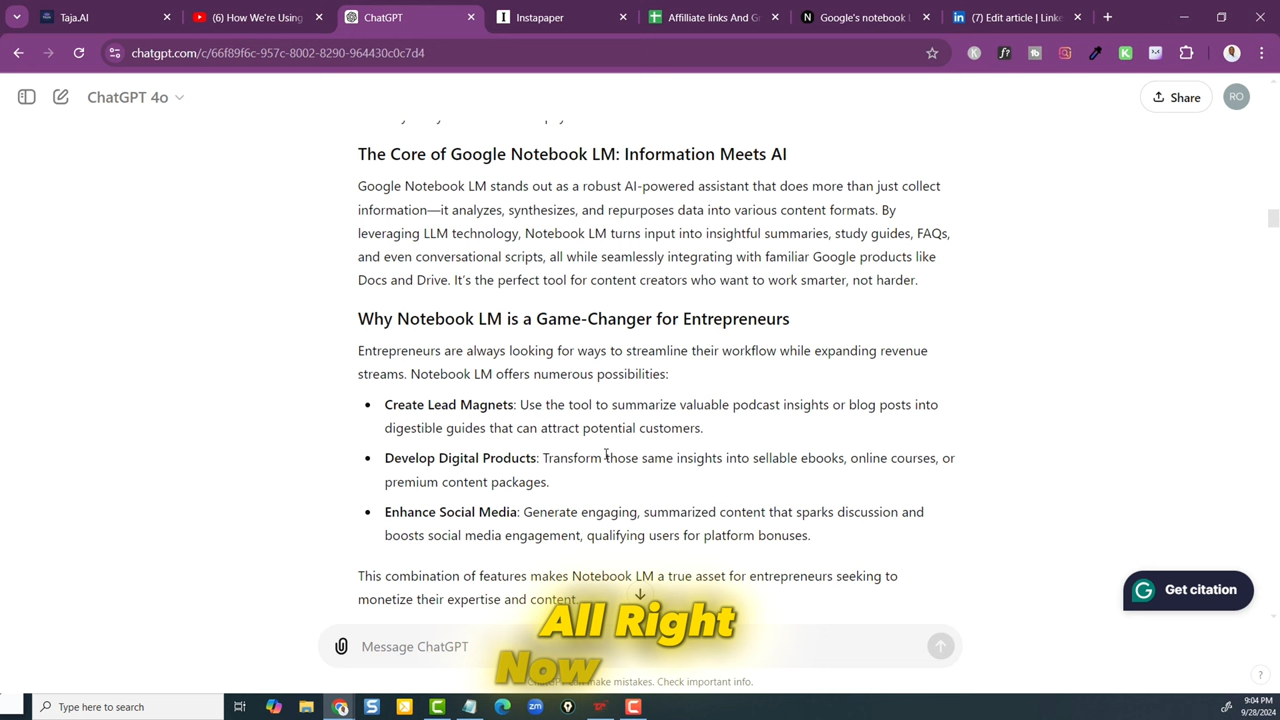 Taja.AI
(6) How We're Using
ChatGPT
Instapaper
Affilliate links And Gr
Google's notebook
(7) Edit article | Linke
chatgpt.com/c/66f89f6c-957c-8002-8290-964430c0c7d4
ChatGPT 4o
Share
RO
The Core of Google Notebook LM: Information Meets AI
Google Notebook LM stands out as a robust AI-powered assistant that does more than just collect
information—it analyzes, synthesizes, and repurposes data into various content formats. By
leveraging LLM technology, Notebook LM turns input into insightful summaries, study guides, FAQs,
and even conversational scripts, all while seamlessly integrating with familiar Google products like
Docs and Drive. It's the perfect tool for content creators who want to work smarter, not harder.
Why Notebook LM is a Game-Changer for Entrepreneurs
Entrepreneurs are always looking for ways to streamline their workflow while expanding revenue
streams. Notebook LM offers numerous possibilities:
• Create Lead Magnets: Use the tool to summarize valuable podcast insights or blog posts into
digestible guides that can attract potential customers.
• Develop Digital Products: Transform those same insights into sellable ebooks, online courses, or
premium content packages.
• Enhance Social Media: Generate engaging, summarized content that sparks discussion and
boosts social media engagement, qualifying users for platform bonuses.
This combination of features makes Notebook LM a true asset for entrepreneurs seeking to
monetize their expertise and content.
Get citation
All Right
Now
Message ChatGPT
ChatGPT can make mistakes. Check important info.
?
Type here to search
9:04 PM
9/28/2024